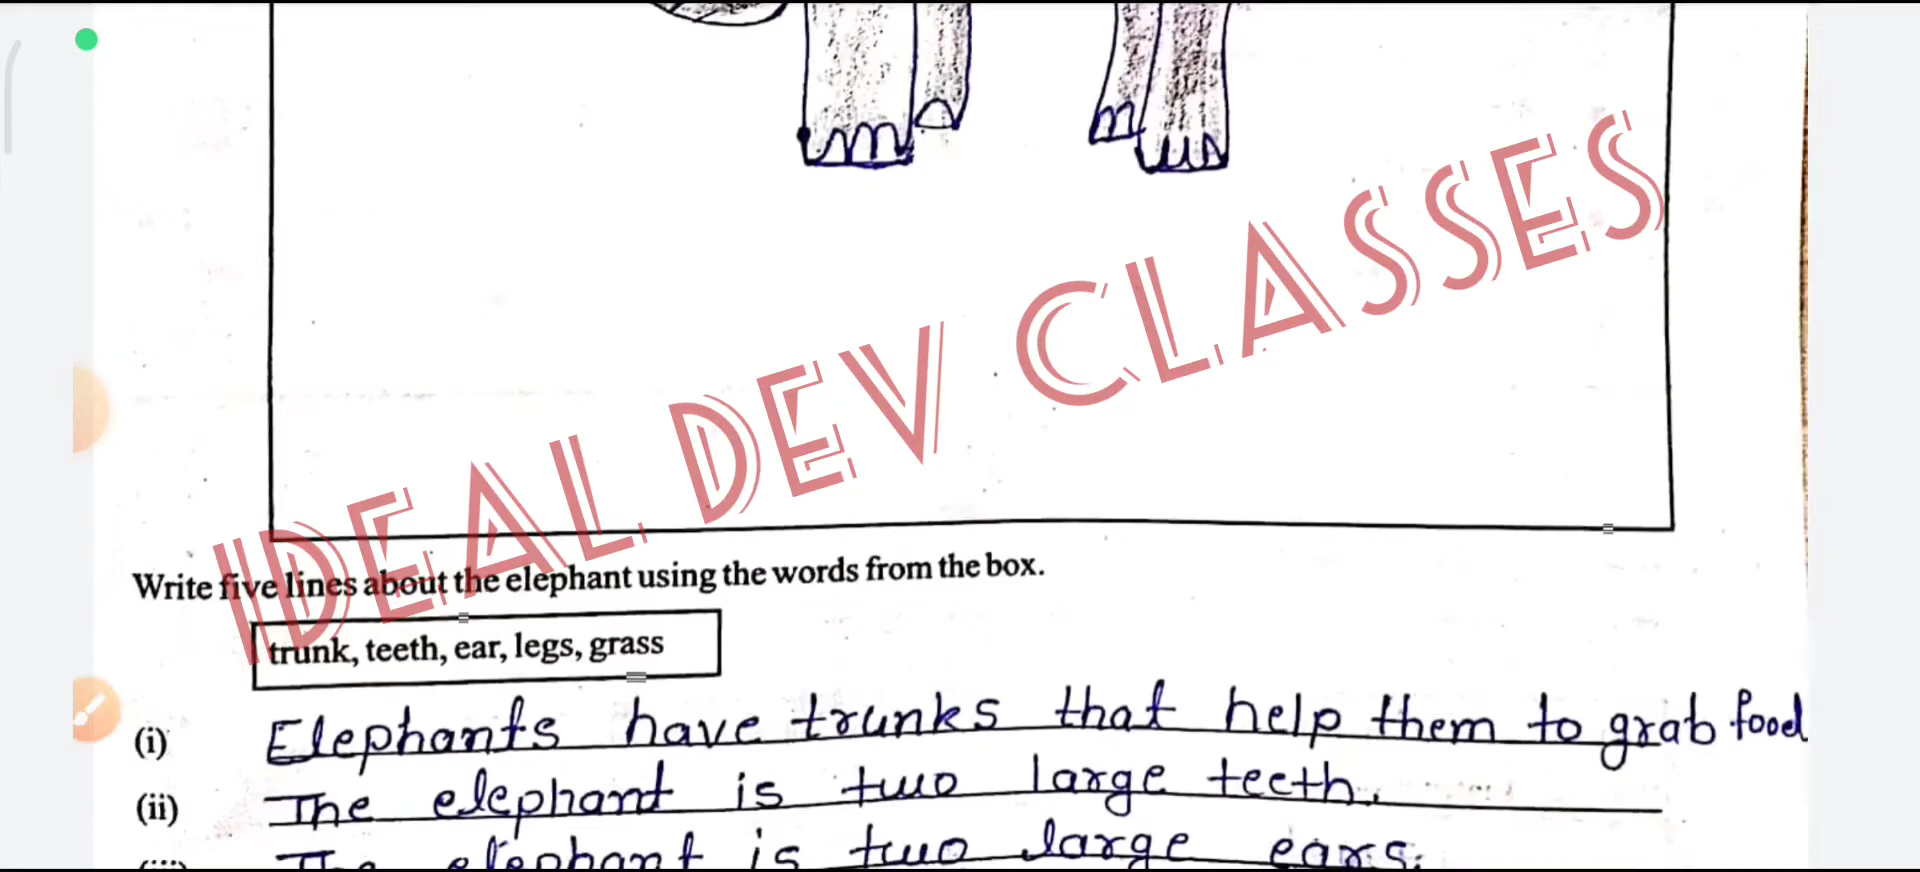 IDEAL DEV CLASSES
Write five lines about the elephant using the words from the box.
trunk, teeth, ear, legs, grass
(i) Elephants have trunks that help them to grab food
(ii) The elephant is two large teeth.
(iii) The elephant is two large ears.